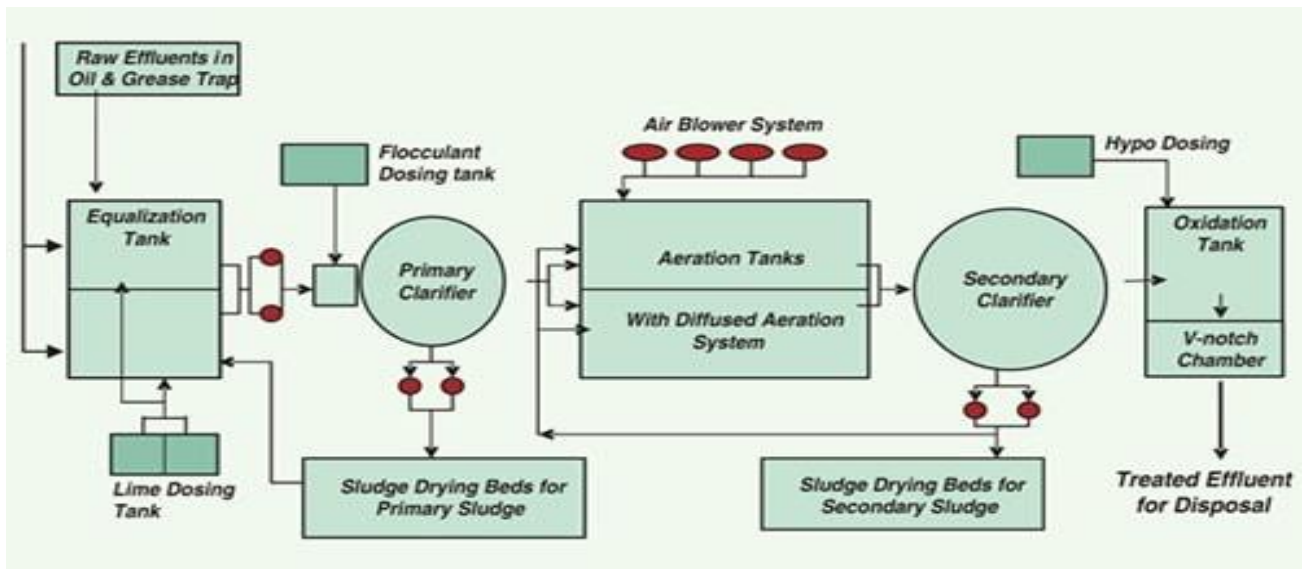 Raw Effluents in
Oil & Grease Trap
Equalization
Tank
Lime Dosing
Tank
Flocculant
Dosing tank
Primary
Clarifier
Sludge Drying Beds for
Primary Sludge
Air Blower System
Aeration Tanks
With Diffused Aeration
System
Secondary
Clarifier
Sludge Drying Beds for
Secondary Sludge
Hypo Dosing
Oxidation
Tank
V-notch
Chamber
Treated Effluent
for Disposal